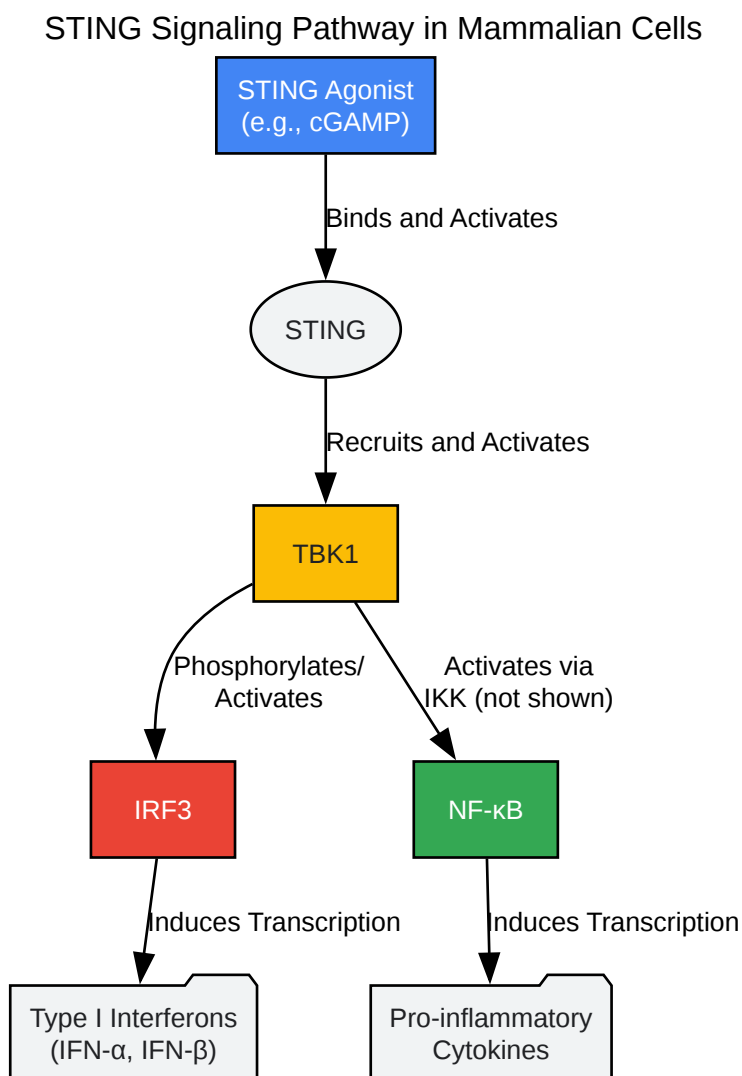 STING Signaling Pathway in Mammalian Cells
STING Agonist
(e.g., cGAMP)
Binds and Activates
STING
Recruits and Activates
TBK1
Phosphorylates/
Activates
Activates via
IKK (not shown)
IRF3
NF-κB
Induces Transcription
Induces Transcription
Type I Interferons
(IFN-α, IFN-β)
Pro-inflammatory
Cytokines